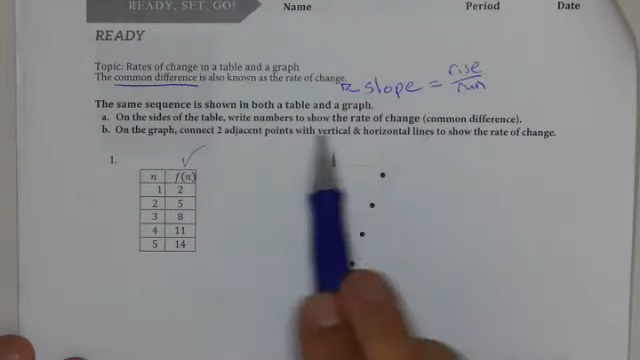 READY, SET, GO!
Name
Period
Date
READY
Topic: Rates of change in a table and a graph
The common difference is also known as the rate of change.
slope = rise
run
The same sequence is shown in both a table and a graph.
a. On the sides of the table, write numbers to show the rate of change (common difference).
b. On the graph, connect 2 adjacent points with vertical & horizontal lines to show the rate of change.
1.
n f(n)
1 2
2 5
3 8
4 11
5 14